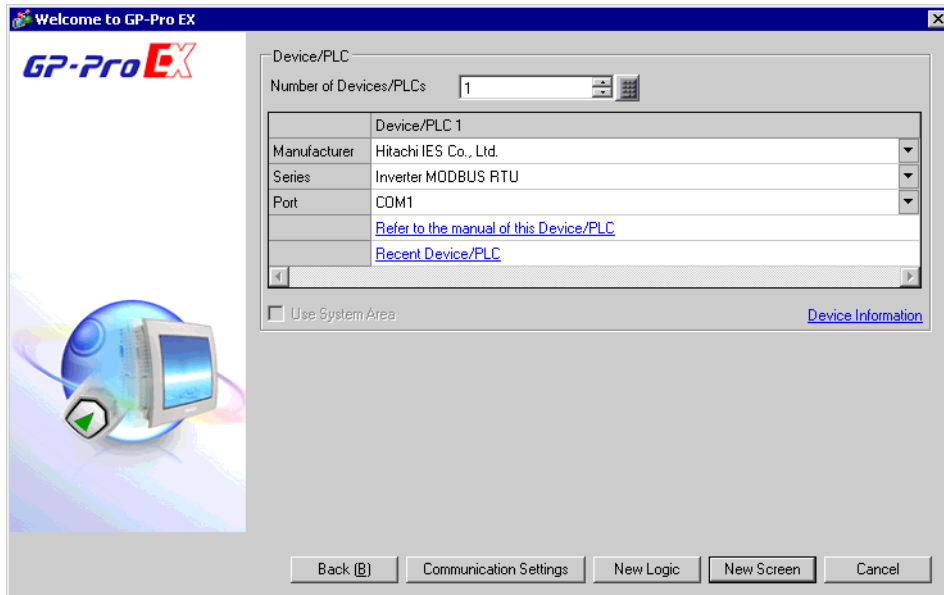 Welcome to GP-Pro EX
GP-Pro EX
Device/PLC
Number of Devices/PLCs 1
Device/PLC 1
Manufacturer Hitachi IES Co., Ltd.
Series Inverter MODBUS RTU
Port COM1
Refer to the manual of this Device/PLC
Recent Device/PLC
Use System Area Device Information
Back (B) Communication Settings New Logic New Screen Cancel